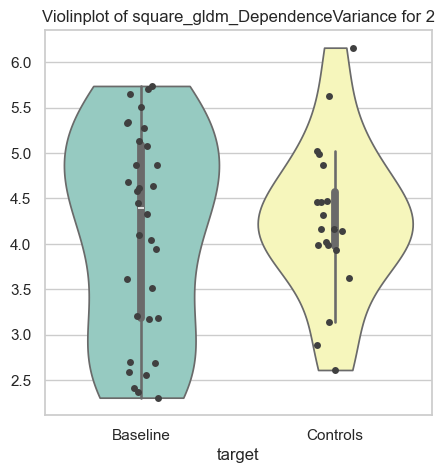 Violinplot of square_gldm_DependenceVariance for 2
6.0
5.5
5.0
4.5
4.0
3.5
3.0
2.5
Baseline Controls
target